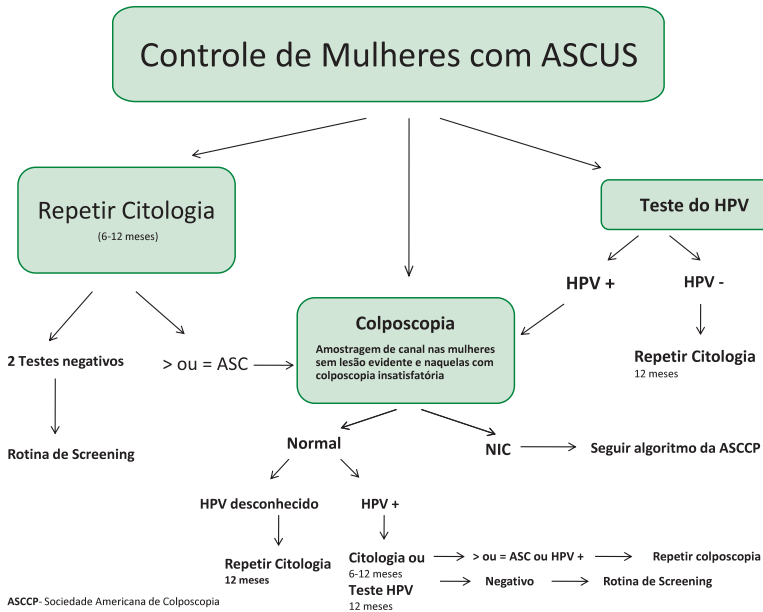 Controle de Mulheres com ASCUS
Repetir Citologia
(6-12 meses)
Teste do HPV
HPV +
HPV -
Colposcopia
Amostragem de canal nas mulheres
sem lesão evidente e naquelas com
colposcopia insatisfatória
2 Testes negativos
> ou = ASC
Repetir Citologia
12 meses
Rotina de Screening
Normal
NIC
Seguir algoritmo da ASCCP
HPV desconhecido
HPV +
Repetir Citologia
12 meses
Citologia ou
6-12 meses
Teste HPV
12 meses
> ou = ASC ou HPV +
Repetir colposcopia
Negativo
Rotina de Screening
ASCCP- Sociedade Americana de Colposcopia